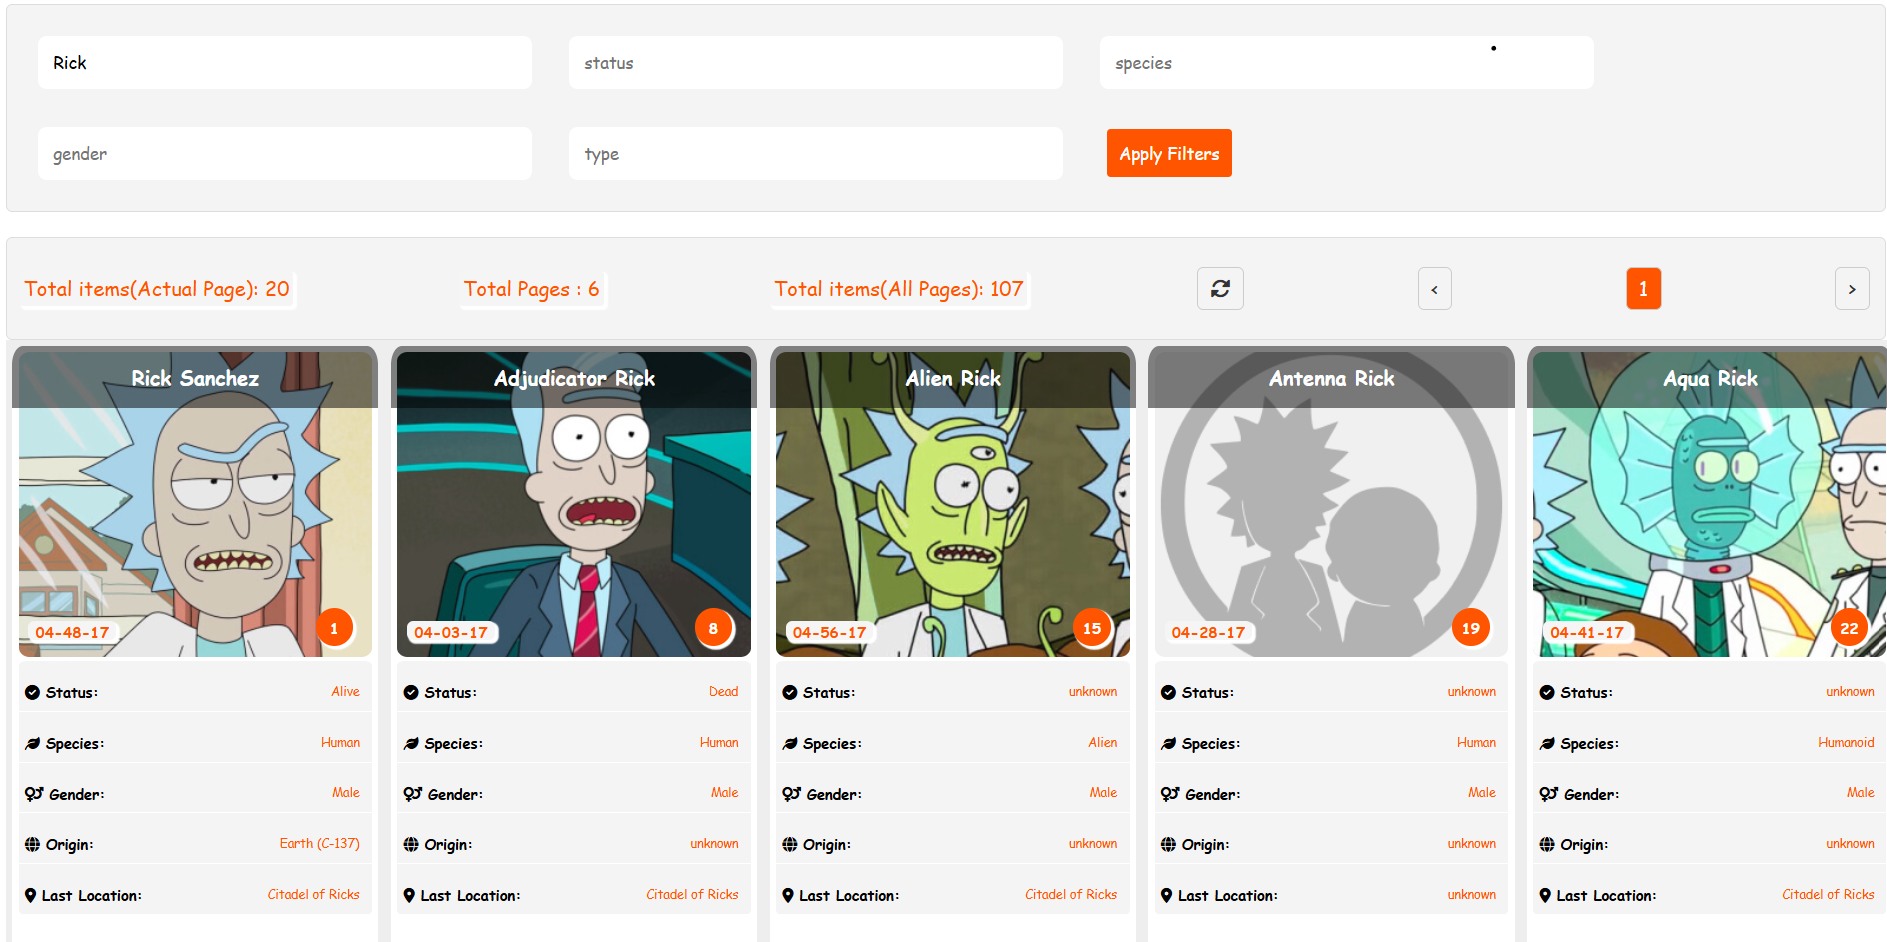 Rick status species
gender type Apply Filters
Total items(Actual Page): 20 Total Pages : 6 Total items(All Pages): 107 < 1 >
Rick Sanchez
04-48-17 1
Status: Alive
Species: Human
Gender: Male
Origin: Earth (C-137)
Last Location: Citadel of Ricks
Adjudicator Rick
04-03-17 8
Status: Dead
Species: Human
Gender: Male
Origin: unknown
Last Location: Citadel of Ricks
Alien Rick
04-56-17 15
Status: unknown
Species: Alien
Gender: Male
Origin: unknown
Last Location: Citadel of Ricks
Antenna Rick
04-28-17 19
Status: unknown
Species: Human
Gender: Male
Origin: unknown
Last Location: unknown
Aqua Rick
04-41-17 22
Status: unknown
Species: Humanoid
Gender: Male
Origin: unknown
Last Location: Citadel of Ricks